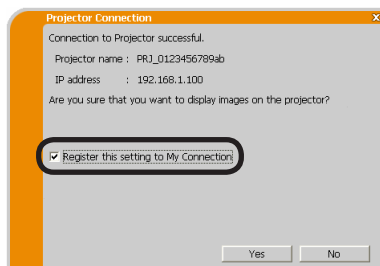 Projector Connection
x
Connection to Projector successful.
Projector name : PRJ_0123456789ab
IP address : 192.168.1.100
Are you sure that you want to display images on the projector?
Register this setting to My Connection
Yes No